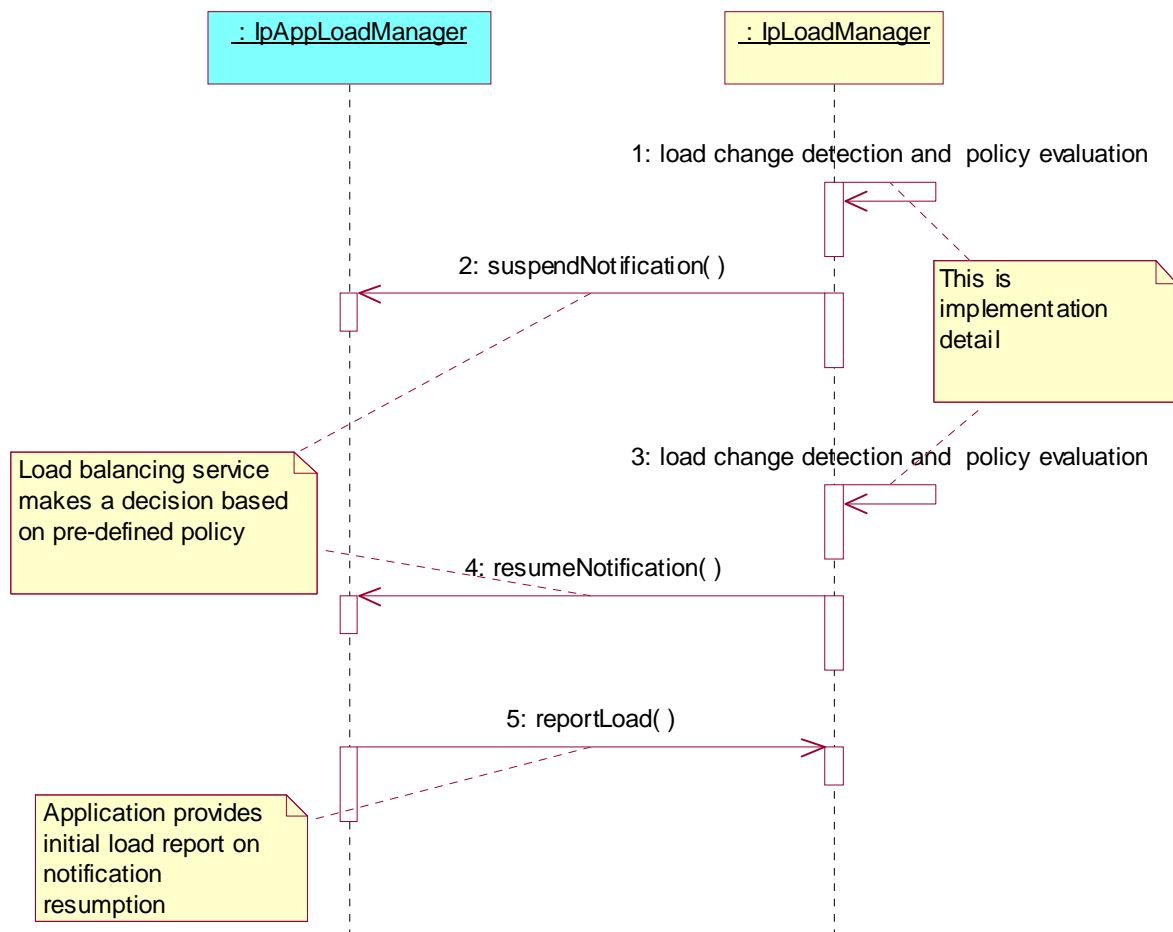 : IpAppLoadManager
: IpLoadManager
1: load change detection and policy evaluation
2: suspendNotification( )
This is
implementation
detail
Load balancing service
makes a decision based
on pre-defined policy
3: load change detection and policy evaluation
4: resumeNotification( )
5: reportLoad( )
Application provides
initial load report on
notification
resumption